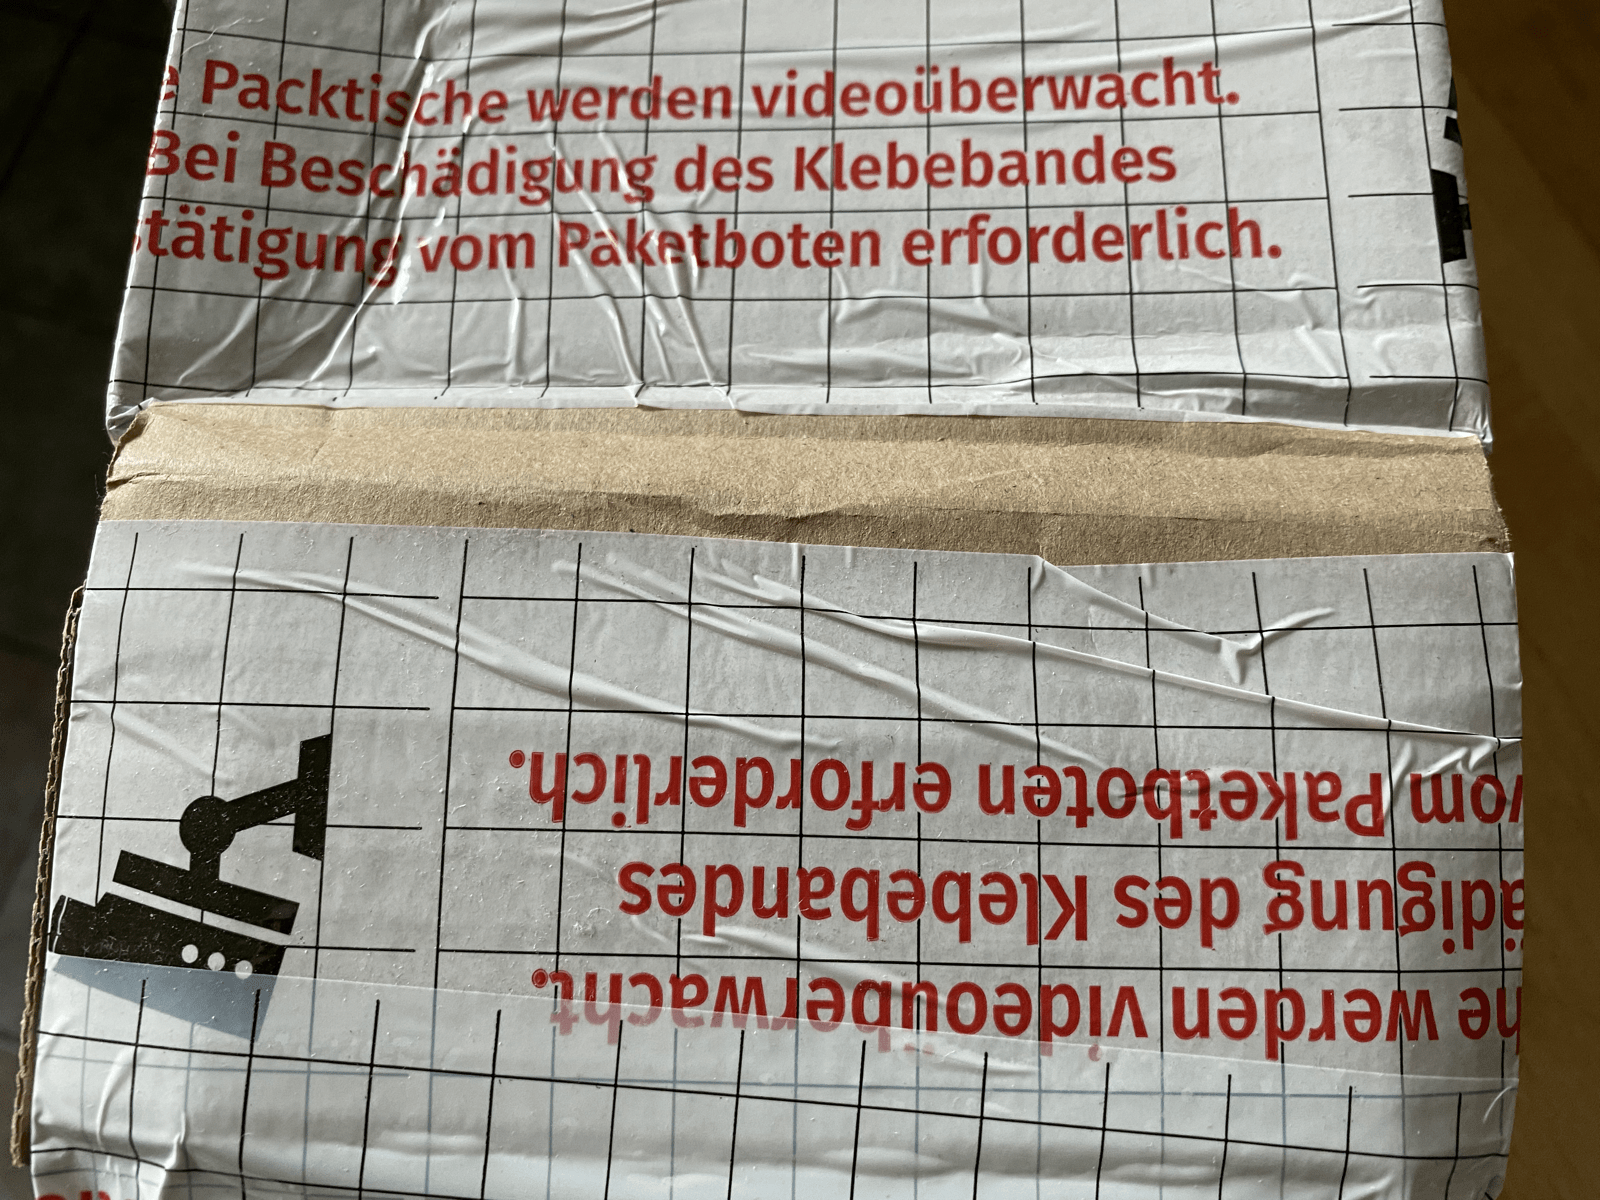 Packtische werden videoüberwacht.
Bei Beschädigung des Klebebandes
tätigung vom Paketboten erforderlich.
he werden videoüberwacht.
ädigung des Klebebandes
vom Paketboten erforderlich.